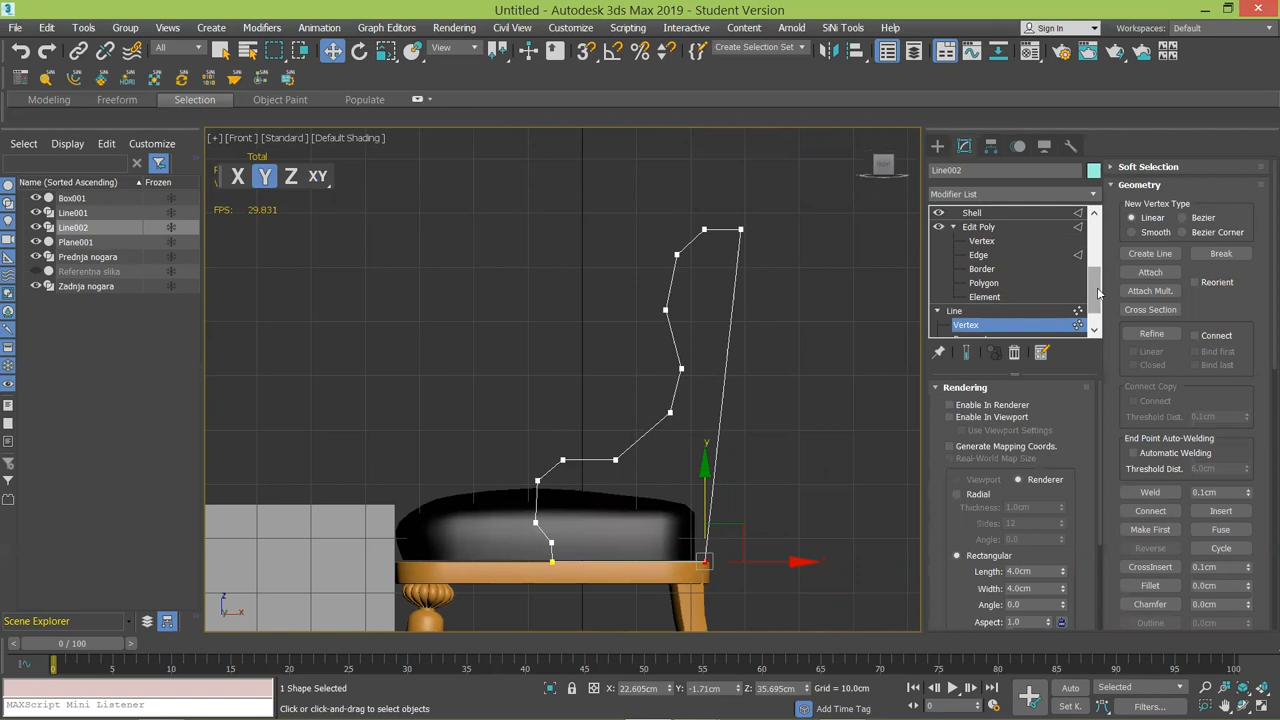 Untitled - Autodesk 3ds Max 2019 - Student Version
File Edit Tools Group Views Create Modifiers Animation Graph Editors Rendering Civil View Customize Scripting Interactive Content Arnold SiNi Tools Help Sign In Workspaces: Default
All View Create Selection Set
Modeling Freeform Selection Object Paint Populate
Select Display Edit Customize
Name (Sorted Ascending) Frozen
Box001
Line001
Line002
Plane001
Prednja nogara
Referentna slika
Zadnja nogara
Scene Explorer Default
[+] [Front ] [Standard ] [Default Shading ]
Total
X Y Z XY
FPS: 29.831
FRONT
y
x
z
x
y
Line002
Modifier List
Shell
Edit Poly
Vertex
Edge
Border
Polygon
Element
Line
Vertex
Rendering
Enable In Renderer
Enable In Viewport
Use Viewport Settings
Generate Mapping Coords.
Real-World Map Size
Viewport Renderer
Radial
Thickness: 1.0cm
Sides: 12
Angle: 0.0
Rectangular
Length: 4.0cm
Width: 4.0cm
Angle: 0.0
Aspect: 1.0
Soft Selection
Geometry
New Vertex Type
Linear Bezier
Smooth Bezier Corner
Create Line Break
Attach
Attach Mult. Reorient
Cross Section
Refine Connect
Linear Bind first
Closed Bind last
Connect Copy
Connect
Threshold Dist. 0.1cm
End Point Auto-Welding
Automatic Welding
Threshold Dist. 6.0cm
Weld 0.1cm
Connect Insert
Make First Fuse
Reverse Cycle
CrossInsert 0.1cm
Fillet 0.0cm
Chamfer 0.0cm
Outline 0.0cm
0 / 100
0 5 10 15 20 25 30 35 40 45 50 55 60 65 70 75 80 85 90 95 100
MAXScript Mini Listener
1 Shape Selected
Click or click-and-drag to select objects
X: 22.605cm Y: -1.71cm Z: 35.695cm Grid = 10.0cm
Add Time Tag
0
Auto Selected
Set K. Filters...